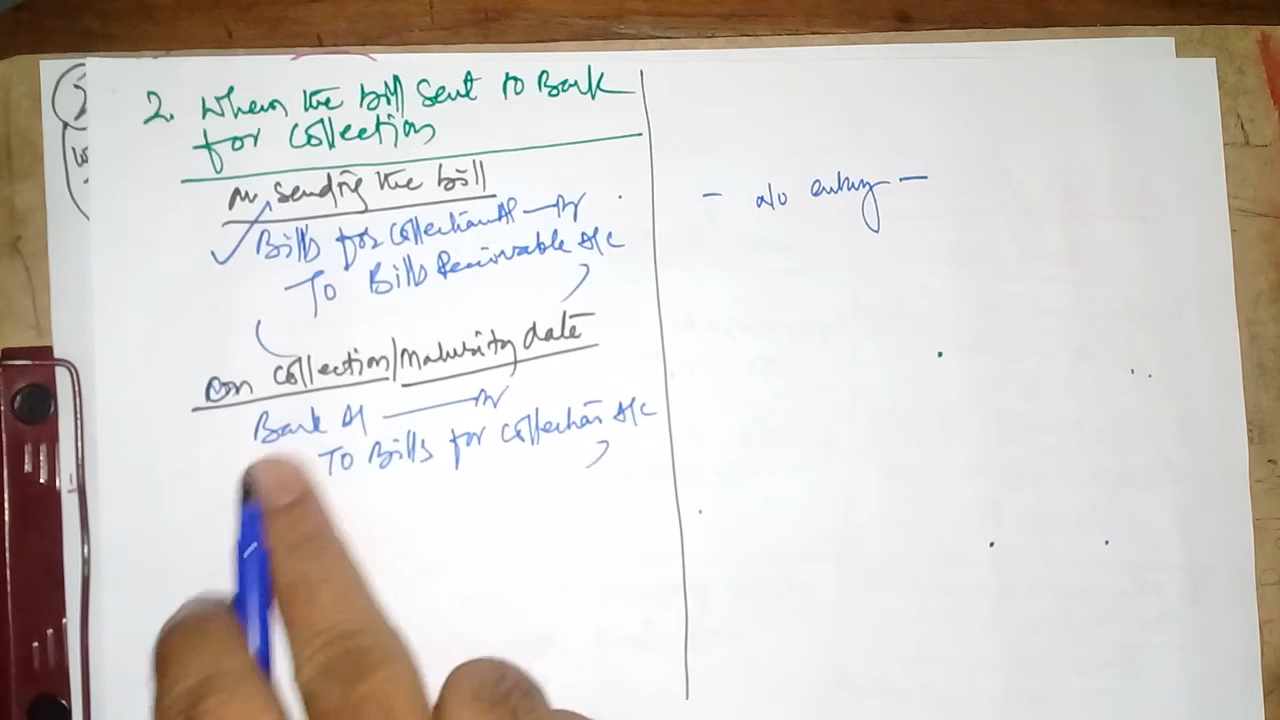 2. When the bill sent to Bank
for collection
on sending the bill
Bills for collection A/c Dr
To Bills Receivable A/c
- No entry -
on collection/Maturity date
Bank A/c Dr
To Bills for collection A/c